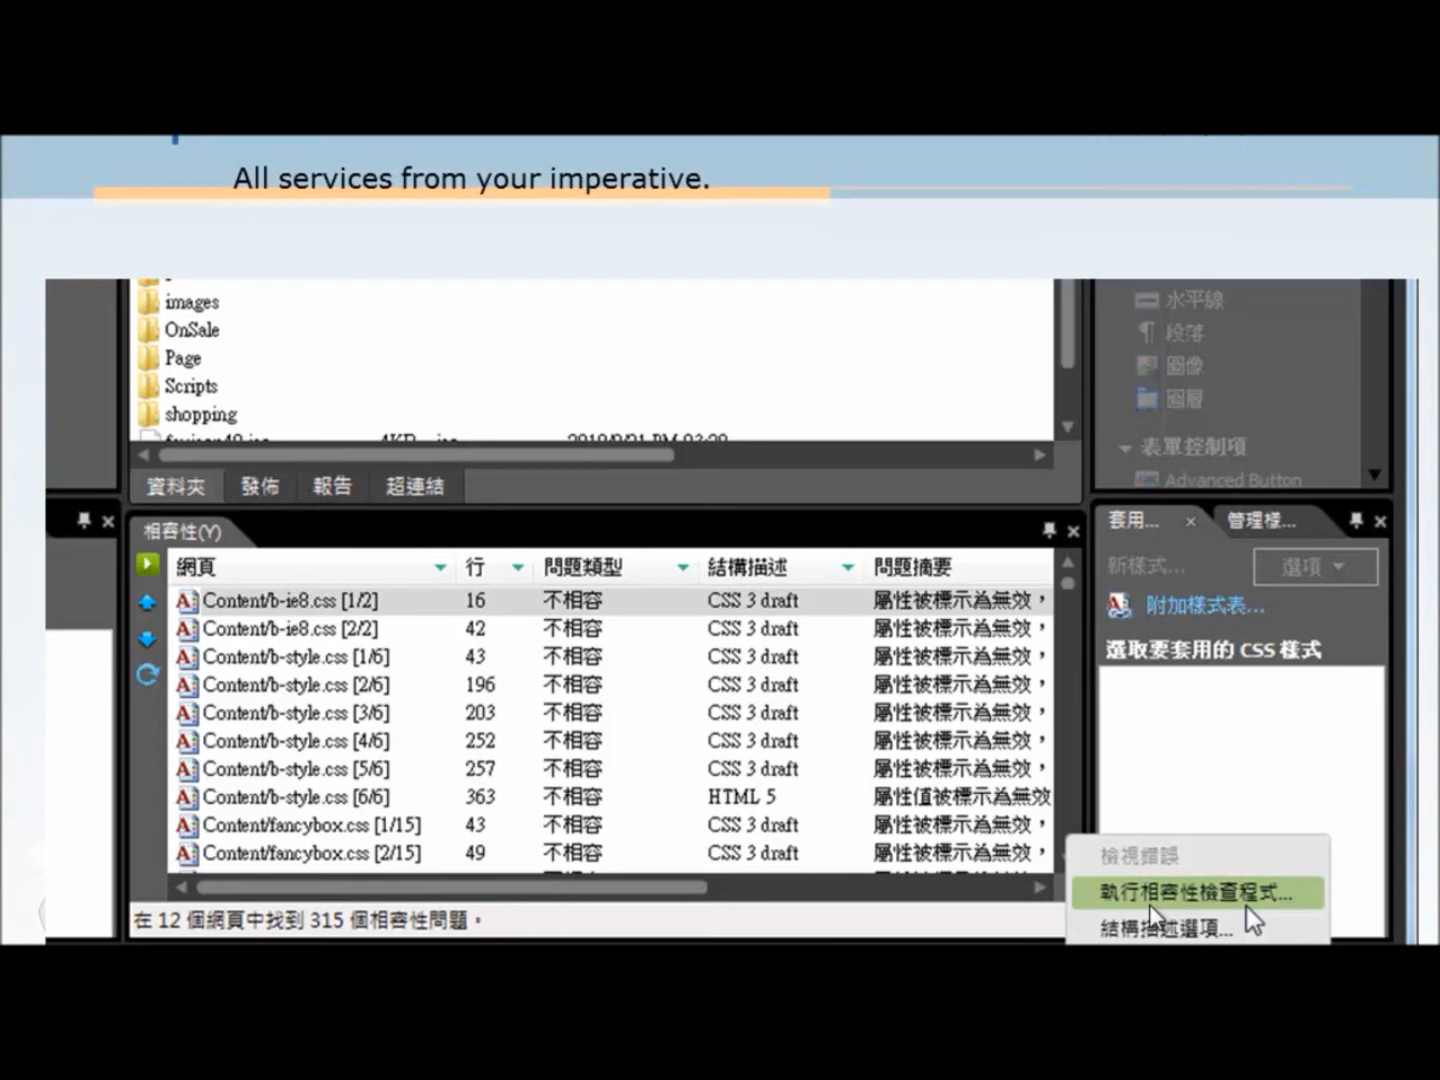 All services from your imperative.
images
OnSale
Page
Scripts
shopping
資料夾 發佈 報告 超連結
水平線
段落
圖像
圖層
表單控制項
Advanced Button
相容性(Y)
網頁 行 問題類型 結構描述 問題摘要
Content/b-ie8.css [1/2] 16 不相容 CSS 3 draft 屬性被標示為無效，
Content/b-ie8.css [2/2] 42 不相容 CSS 3 draft 屬性被標示為無效，
Content/b-style.css [1/6] 43 不相容 CSS 3 draft 屬性被標示為無效，
Content/b-style.css [2/6] 196 不相容 CSS 3 draft 屬性被標示為無效，
Content/b-style.css [3/6] 203 不相容 CSS 3 draft 屬性被標示為無效，
Content/b-style.css [4/6] 252 不相容 CSS 3 draft 屬性被標示為無效，
Content/b-style.css [5/6] 257 不相容 CSS 3 draft 屬性被標示為無效，
Content/b-style.css [6/6] 363 不相容 HTML 5 屬性值被標示為無效
Content/fancybox.css [1/15] 43 不相容 CSS 3 draft 屬性被標示為無效，
Content/fancybox.css [2/15] 49 不相容 CSS 3 draft 屬性被標示為無效，
在 12 個網頁中找到 315 個相容性問題。
套用... 管理樣...
新樣式... 選項
附加樣式表...
選取要套用的 CSS 樣式
檢視錯誤
執行相容性檢查程式...
結構描述選項...